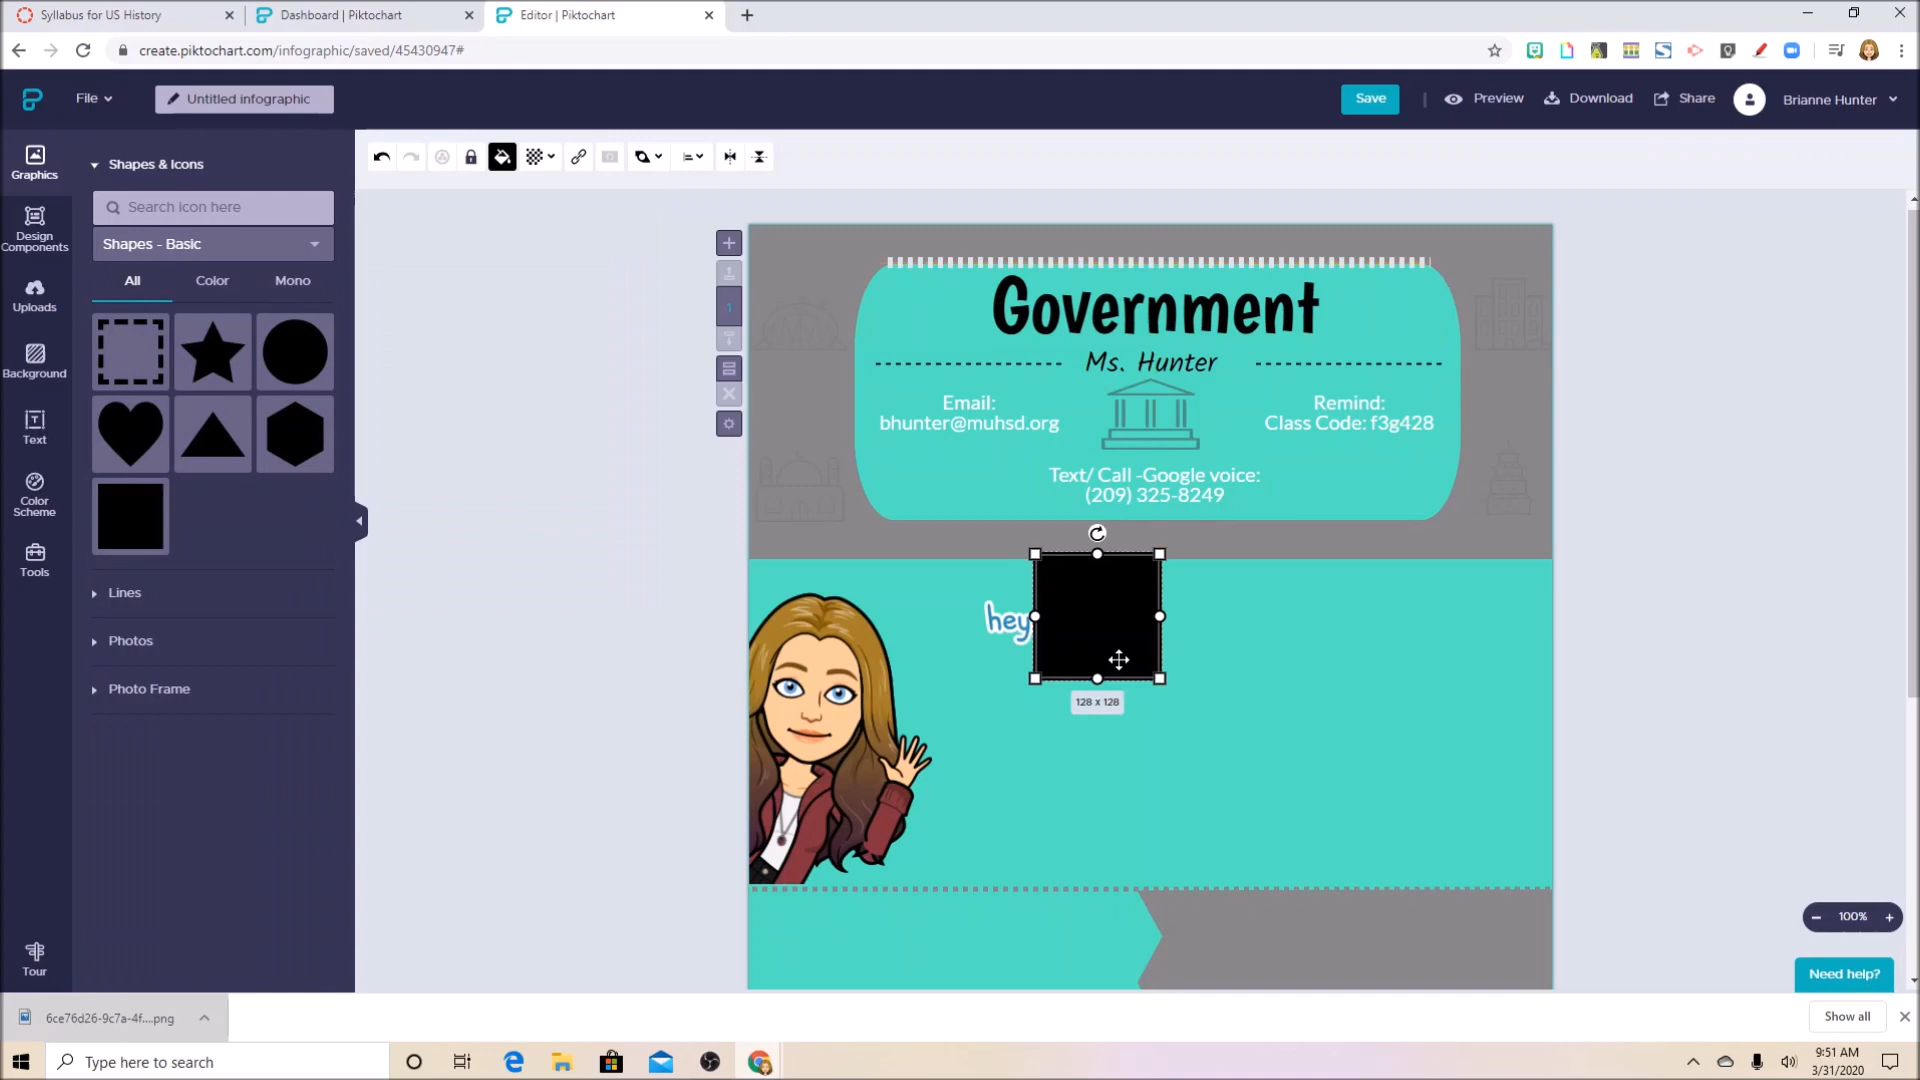 Syllabus for US History
Dashboard | Piktochart
Editor | Piktochart
create.piktochart.com/infographic/saved/45430947#
File
Untitled infographic
Save
Preview
Download
Share
Brianne Hunter
Graphics
Design
Components
Uploads
Background
Text
Color
Scheme
Tools
Tour
Shapes & Icons
Search icon here
Shapes - Basic
All
Color
Mono
Lines
Photos
Photo Frame
1
Government
Ms. Hunter
Email:
bhunter@muhsd.org
Remind:
Class Code: f3g428
Text/ Call -Google voice:
(209) 325-8249
hey
128 x 128
100%
Need help?
6ce76d26-9c7a-4f....png
Show all
Type here to search
9:51 AM
3/31/2020